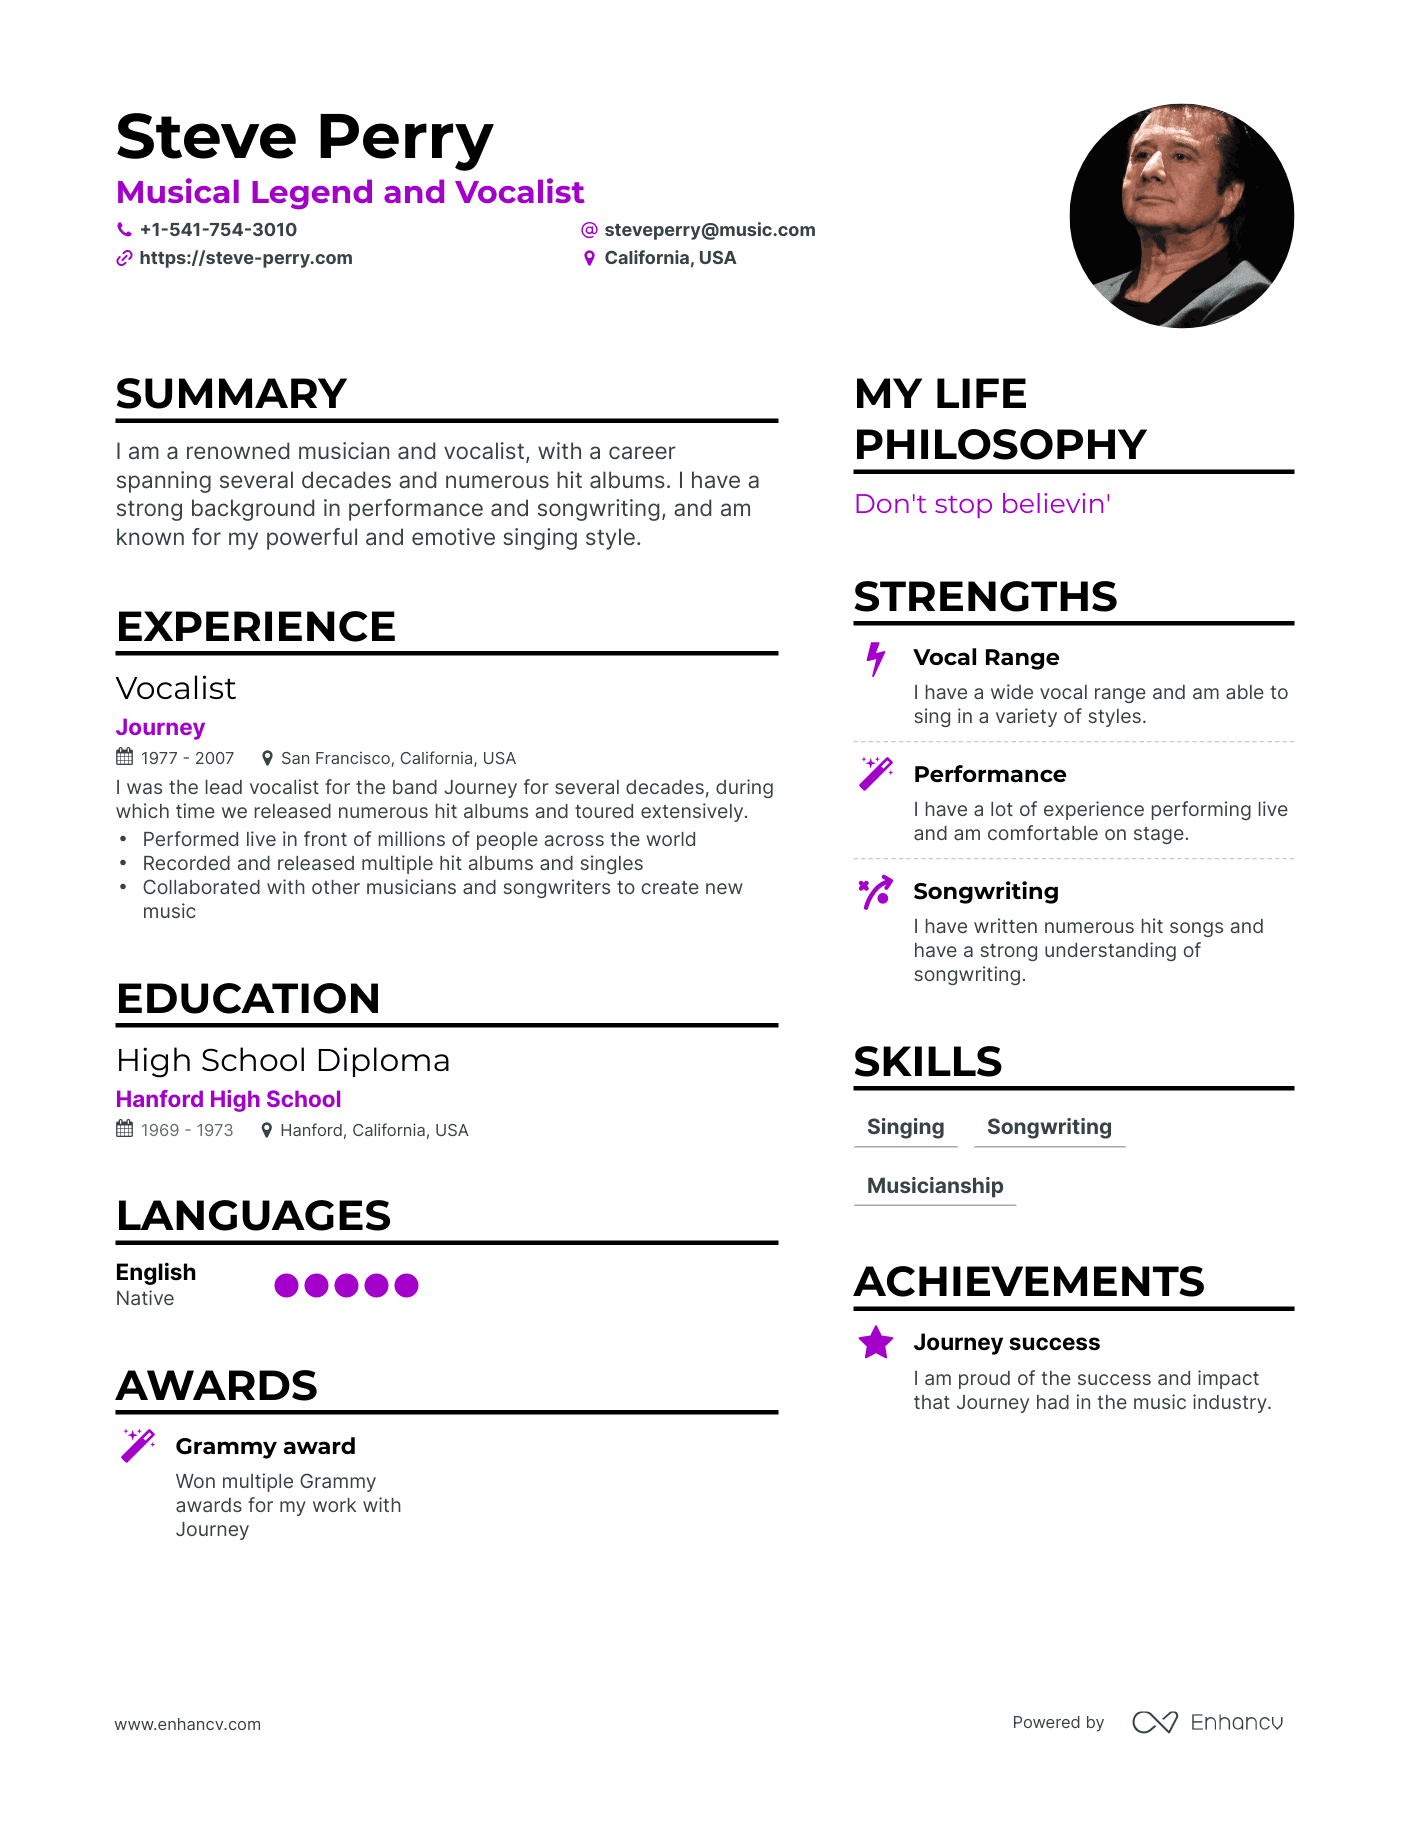 Steve Perry
Musical Legend and Vocalist
+1-541-754-3010
steveperry@music.com
https://steve-perry.com
California, USA
SUMMARY
I am a renowned musician and vocalist, with a career
spanning several decades and numerous hit albums. I have a
strong background in performance and songwriting, and am
known for my powerful and emotive singing style.
EXPERIENCE
Vocalist
Journey
1977 - 2007
San Francisco, California, USA
I was the lead vocalist for the band Journey for several decades, during
which time we released numerous hit albums and toured extensively.
• Performed live in front of millions of people across the world
• Recorded and released multiple hit albums and singles
• Collaborated with other musicians and songwriters to create new
music
EDUCATION
High School Diploma
Hanford High School
1969 - 1973
Hanford, California, USA
LANGUAGES
English
Native
AWARDS
Grammy award
Won multiple Grammy
awards for my work with
Journey
MY LIFE
PHILOSOPHY
Don't stop believin'
STRENGTHS
Vocal Range
I have a wide vocal range and am able to
sing in a variety of styles.
Performance
I have a lot of experience performing live
and am comfortable on stage.
Songwriting
I have written numerous hit songs and
have a strong understanding of
songwriting.
SKILLS
Singing
Songwriting
Musicianship
ACHIEVEMENTS
Journey success
I am proud of the success and impact
that Journey had in the music industry.
www.enhancv.com
Powered by
Enhancv